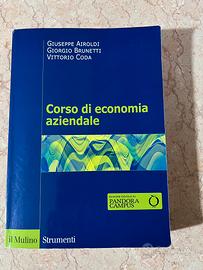 GIUSEPPE AIROLDI
GIORGIO BRUNETTI
VITTORIO CODA
Corso di economia
aziendale
PANDORA
CAMPUS
il Mulino
Strumenti